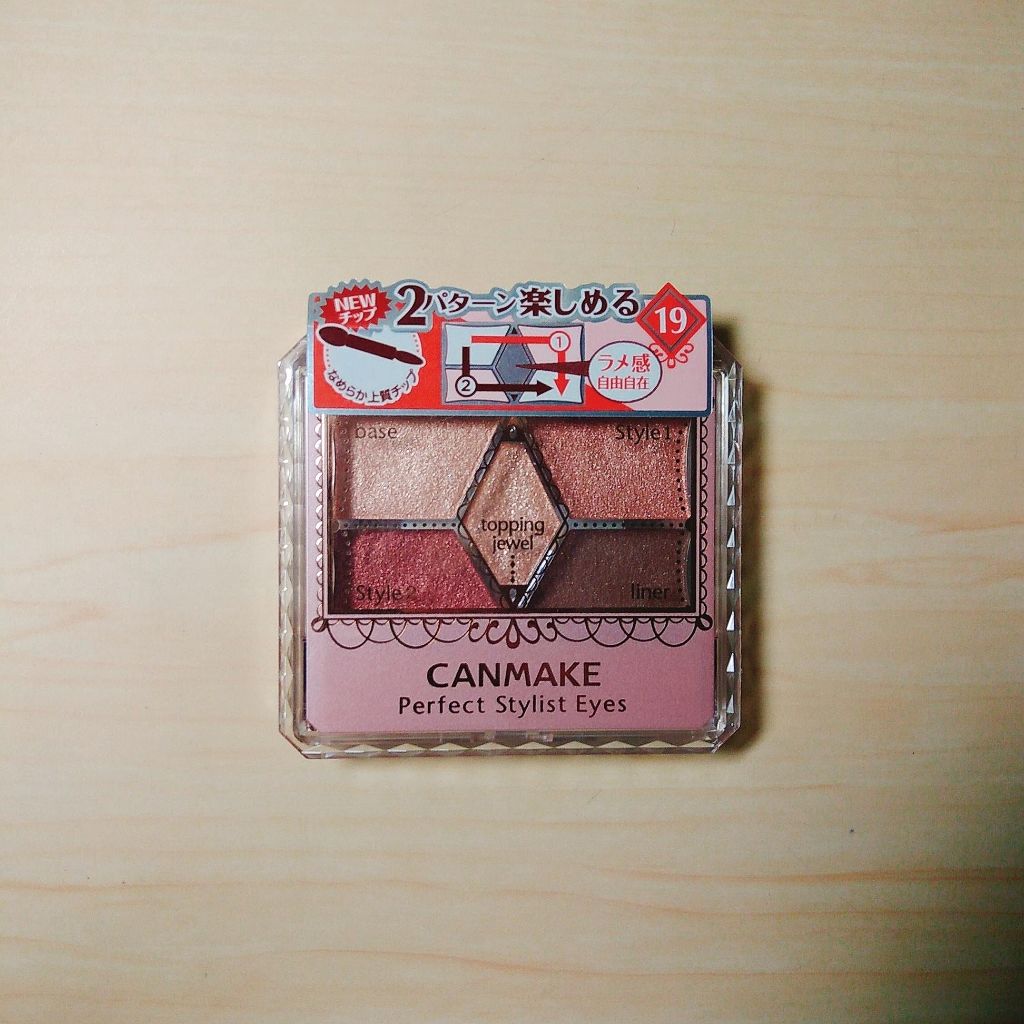 NEW
チップ
2パターン楽しめる
19
なめらか上質チップ
①
②
ラメ感
自由自在
base
Style1
topping
jewel
Style2
liner
CANMAKE
Perfect Stylist Eyes